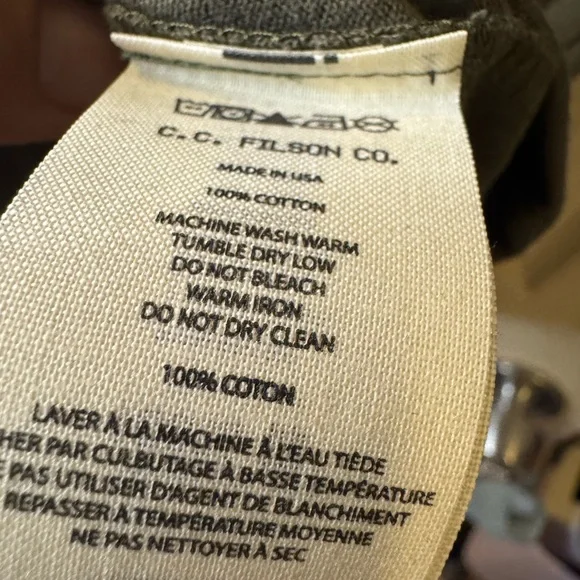 C.C. FILSON CO.
MADE IN USA
100% COTTON
MACHINE WASH WARM
TUMBLE DRY LOW
DO NOT BLEACH
WARM IRON
DO NOT DRY CLEAN
100% COTON
LAVER À LA MACHINE À L'EAU TIÈDE
HER PAR CULBUTAGE À BASSE TEMPÉRATURE
PAS UTILISER D'AGENT DE BLANCHIMENT
REPASSER À TEMPÉRATURE MOYENNE
NE PAS NETTOYER À SEC